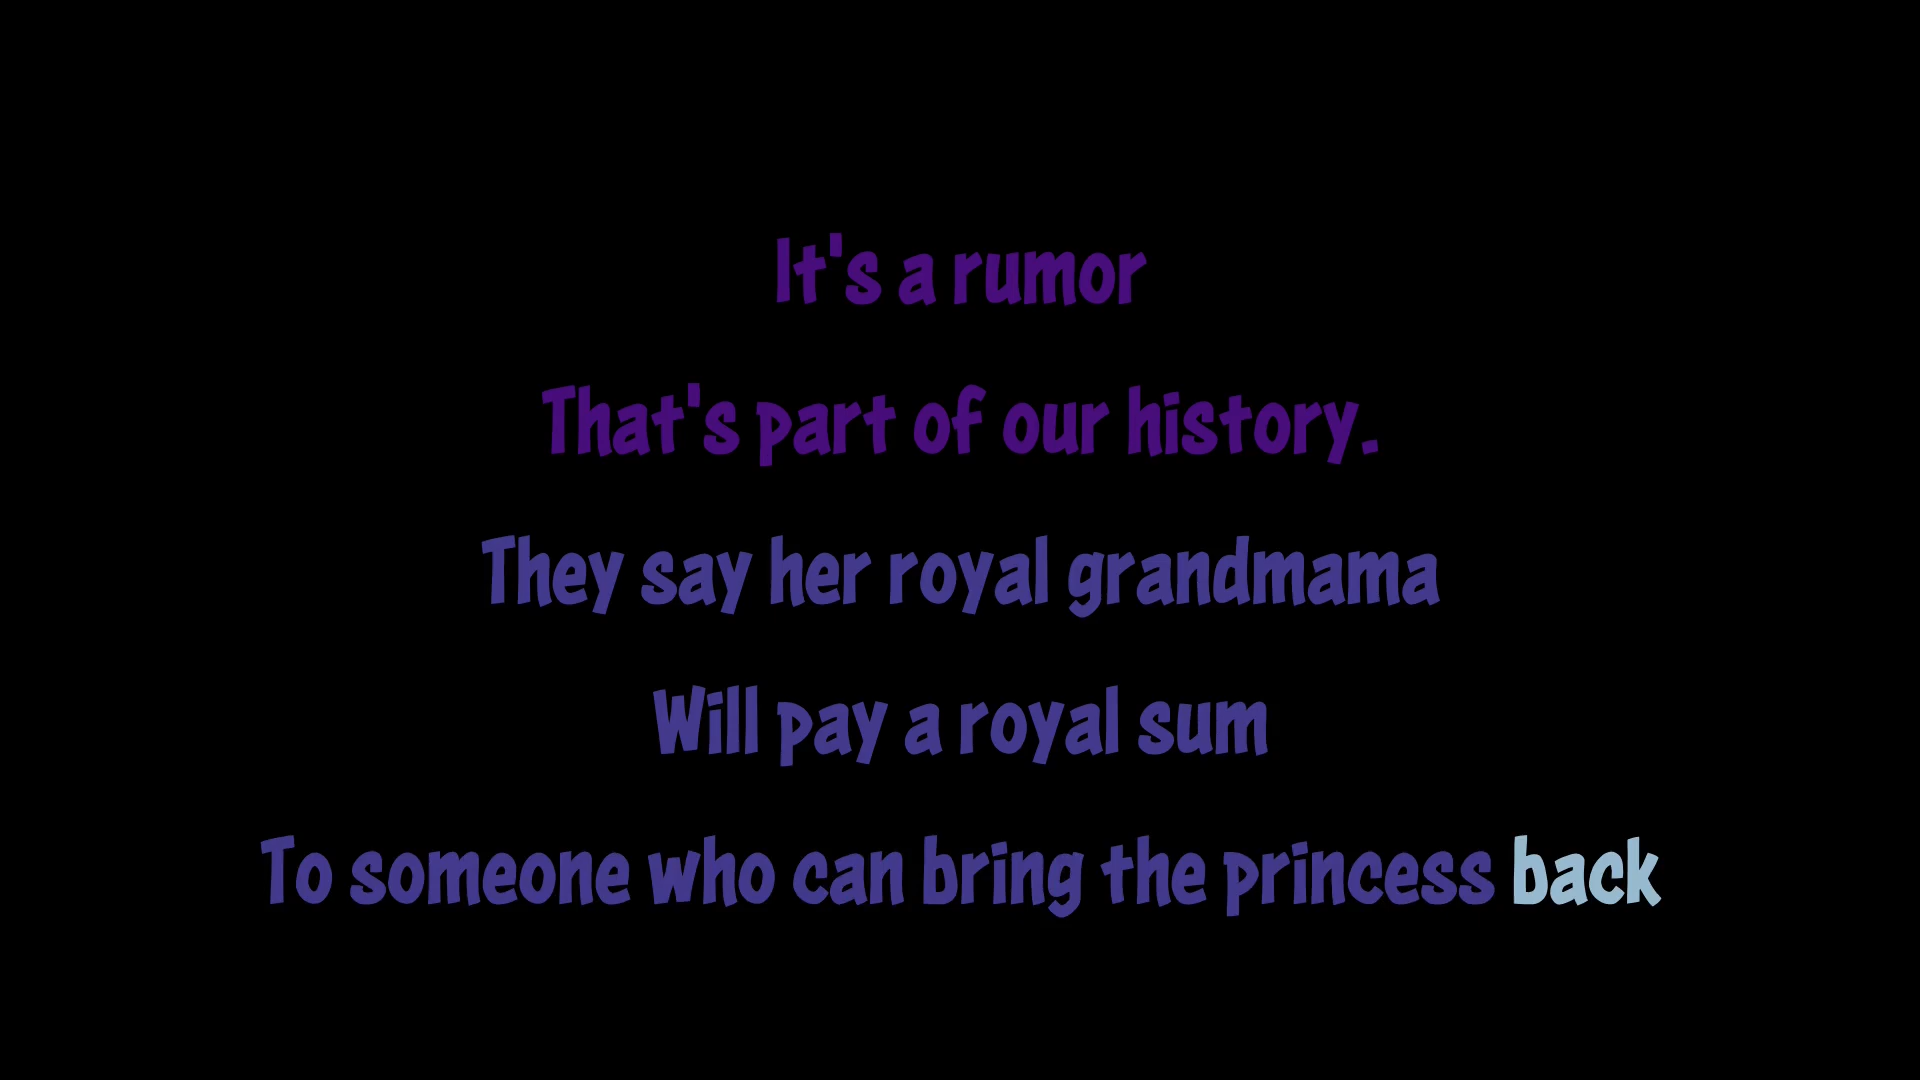 It's a rumor
That's part of our history.
They say her royal grandmama
Will pay a royal sum
To someone who can bring the princess back